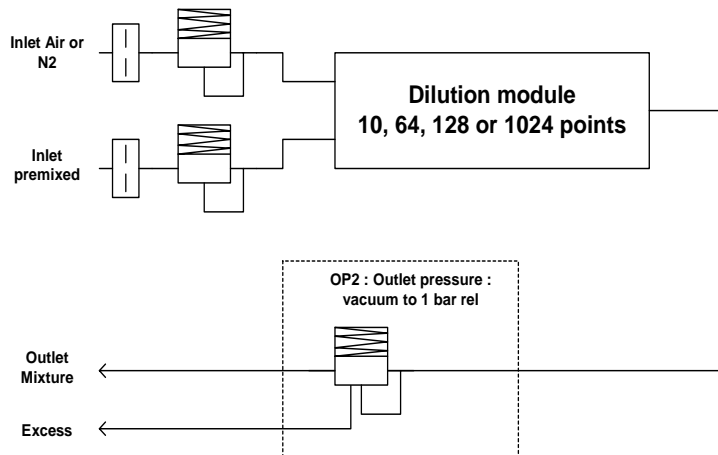 Inlet Air or
N2
Dilution module
10, 64, 128 or 1024 points
Inlet
premixed
OP2 : Outlet pressure :
vacuum to 1 bar rel
Outlet
Mixture
Excess